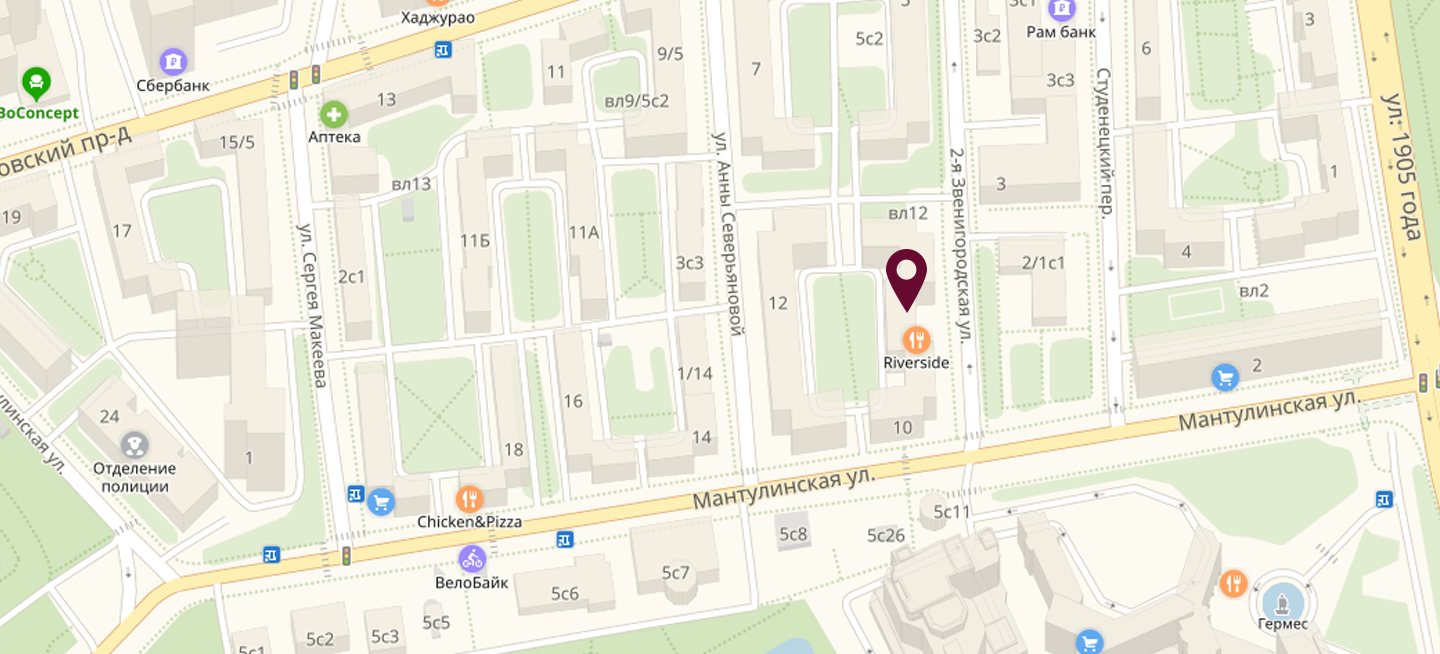 Хаджурао
Сбербанк
BoConcept
13
Аптека
11
9/5
вл9/5с2
7
5с2
5
3с2
3с1
Рам банк
3с3
6
3
овский пр-д
15/5
вл13
19
17
11Б
11А
2с1
3с3
ул. Сергея Макеева
ул. Анны Северьяновой
2-я Звенигородская ул.
Студенецкий пер.
ул. 1905 года
3
вл12
1
4
2/1с1
вл2
12
Riverside
2
1/14
16
14
18
10
24
Отделение
полиции
1
улинская ул.
Мантулинская ул.
Мантулинская ул.
Chicken&Pizza
ВелоБайк
5с8
5с26
5с11
5с7
5с6
5с5
5с3
5с2
5с1
Гермес